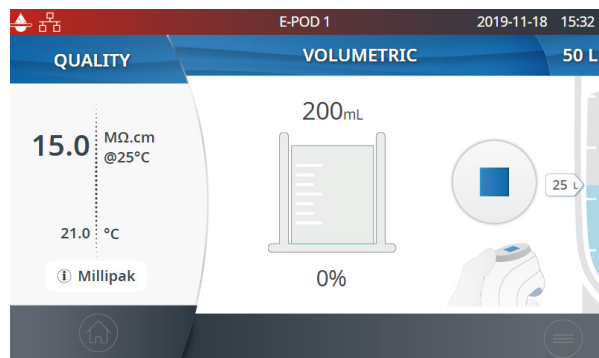 E-POD 1
2019-11-18 15:32
QUALITY
VOLUMETRIC
50 L
15.0 MΩ.cm
@25°C
21.0 °C
i Millipak
200mL
0%
25 L